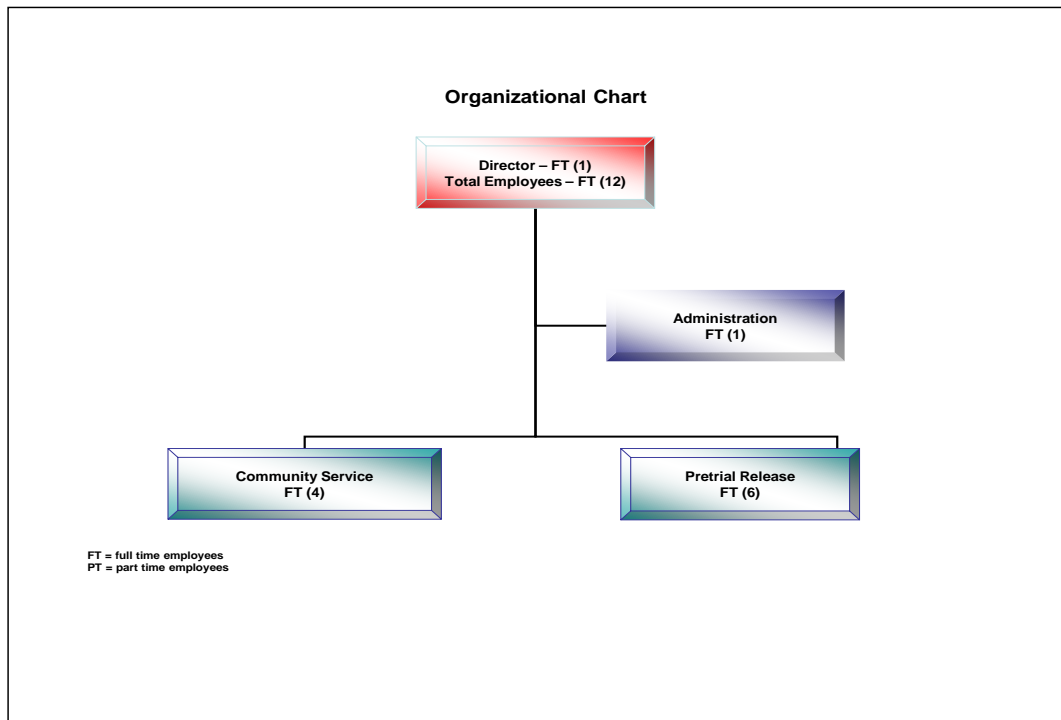 Organizational Chart
Director – FT (1)
Total Employees – FT (12)
Administration
FT (1)
Community Service
FT (4)
Pretrial Release
FT (6)
FT = full time employees
PT = part time employees